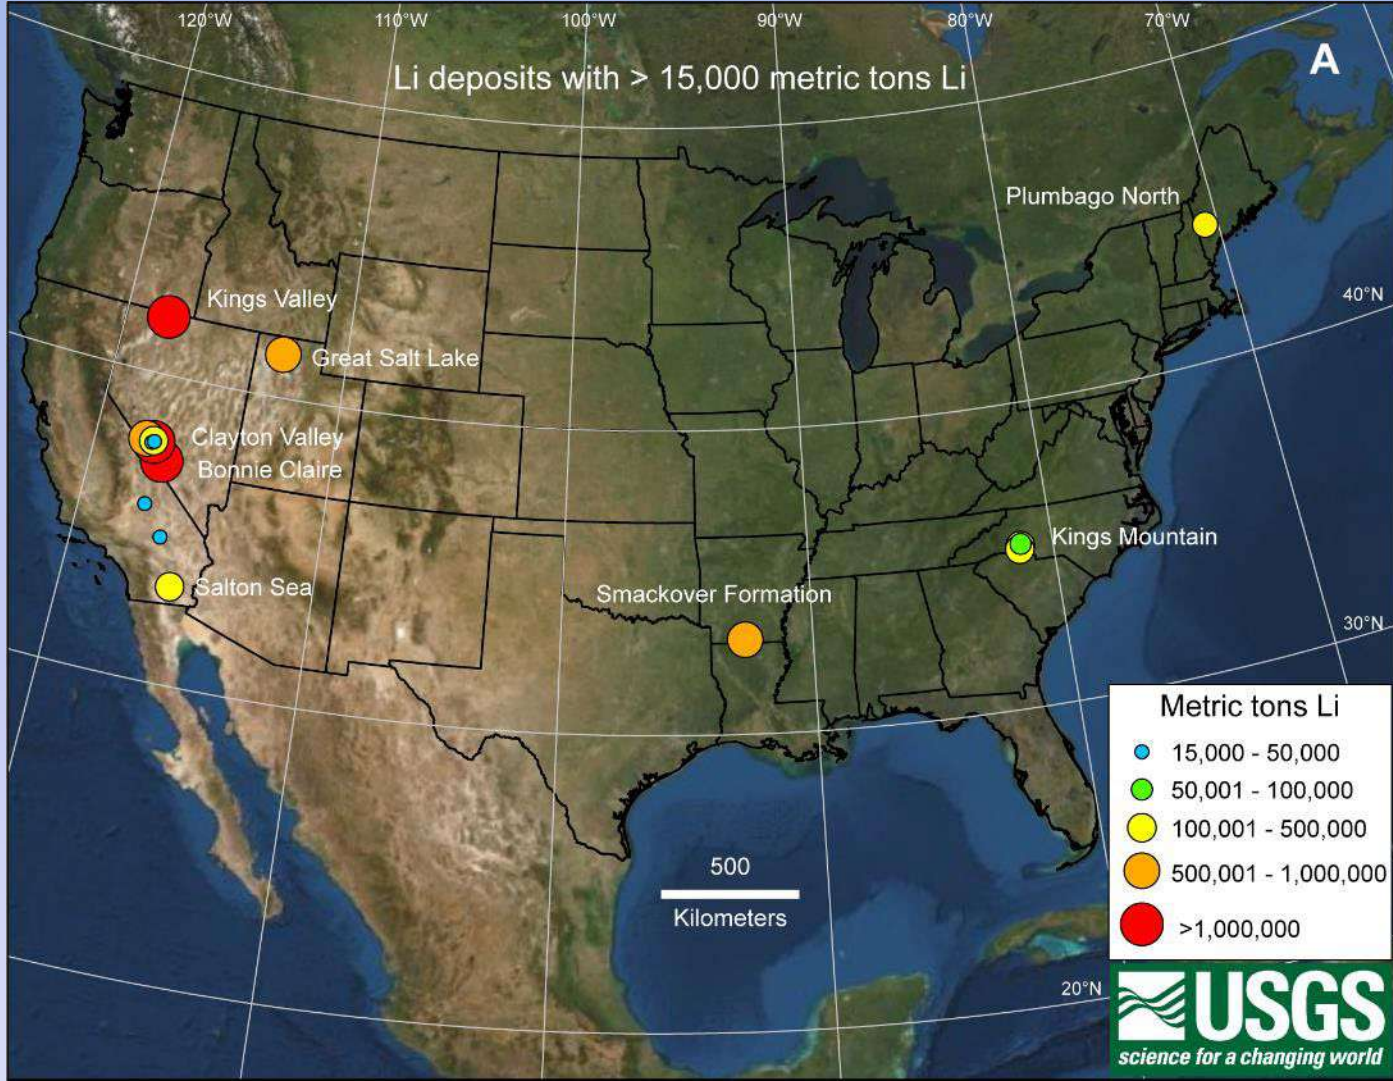 120°W
110°W
100°W
90°W
80°W
70°W
A
Li deposits with > 15,000 metric tons Li
Plumbago North
40°N
Kings Valley
Great Salt Lake
Clayton Valley
Bonnie Claire
Kings Mountain
Salton Sea
Smackover Formation
30°N
Metric tons Li
15,000 - 50,000
50,001 - 100,000
100,001 - 500,000
500,001 - 1,000,000
>1,000,000
500
Kilometers
20°N
USGS
science for a changing world